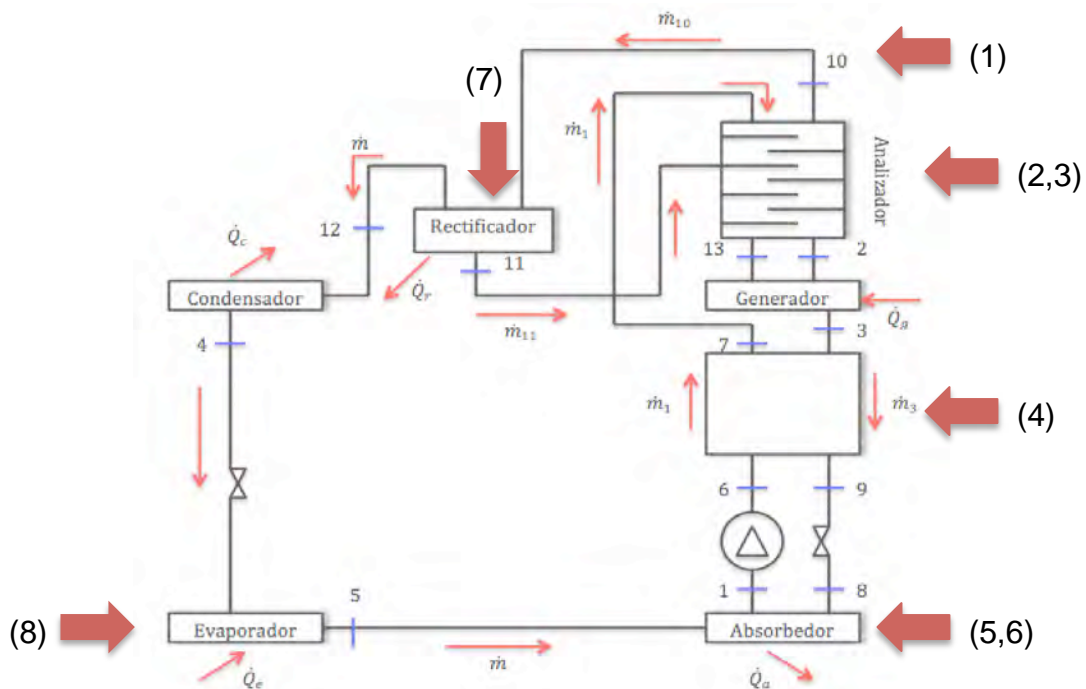 ṁ₁₀
10
(1)
(7)
ṁ
ṁ₁
Analizador
(2,3)
12
Rectificador
11
13
2
Q̇c
Q̇r
Condensador
Generador
Q̇g
4
ṁ₁₁
7
3
ṁ₁
ṁ₃
(4)
6
9
5
1
8
(8)
Evaporador
Absorbedor
(5,6)
Q̇e
ṁ
Q̇a